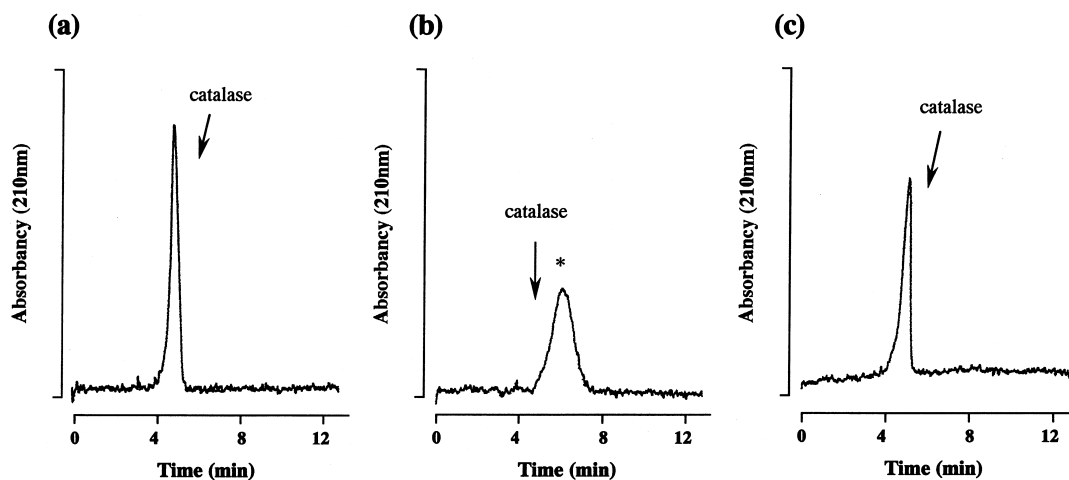 (a)
catalase
Absorbancy (210nm)
0 4 8 12
Time (min)
(b)
catalase
*
Absorbancy (210nm)
0 4 8 12
Time (min)
(c)
catalase
Absorbancy (210nm)
0 4 8 12
Time (min)